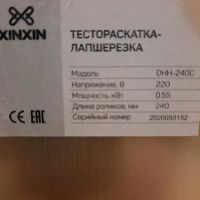 XINXIN
ТЕСТОРАСКАТКА-
ЛАПШЕРЕЗКА
Модель DHH-240C
Напряжение, В 220
Мощность, кВт 0.55
Длина роликов, мм 240
Серийный номер 2020050152
CE EAC